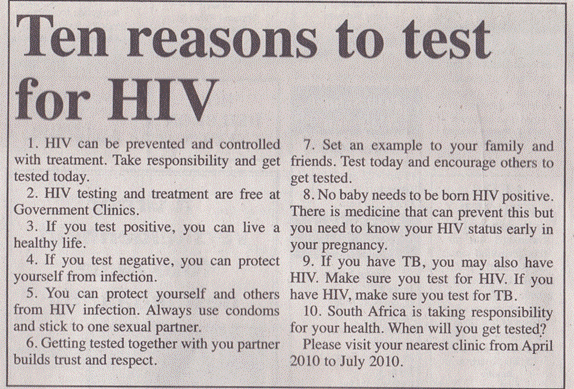 Ten reasons to test
for HIV
1. HIV can be prevented and controlled
with treatment. Take responsibility and get
tested today.
2. HIV testing and treatment are free at
Government Clinics.
3. If you test positive, you can live a
healthy life.
4. If you test negative, you can protect
yourself from infection.
5. You can protect yourself and others
from HIV infection. Always use condoms
and stick to one sexual partner.
6. Getting tested together with you partner
builds trust and respect.
7. Set an example to your family and
friends. Test today and encourage others to
get tested.
8. No baby needs to be born HIV positive.
There is medicine that can prevent this but
you need to know your HIV status early in
your pregnancy.
9. If you have TB, you may also have
HIV. Make sure you test for HIV. If you
have HIV, make sure you test for TB.
10. South Africa is taking responsibility
for your health. When will you get tested?
Please visit your nearest clinic from April
2010 to July 2010.